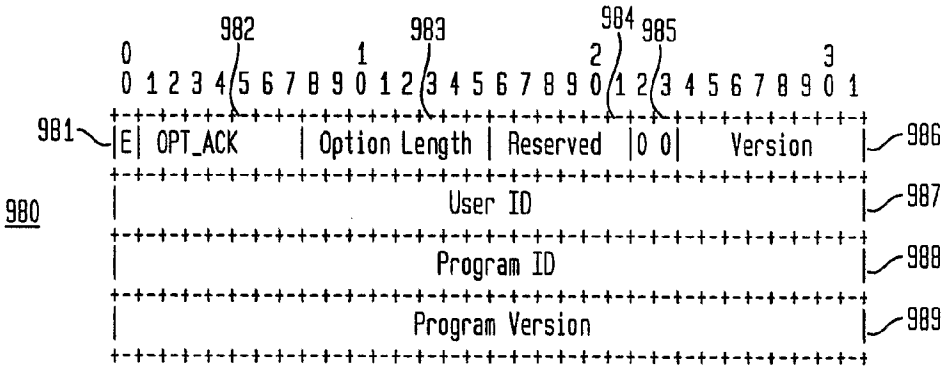 982 983 984 985
0 1 2 3
0 1 2 3 4 5 6 7 8 9 0 1 2 3 4 5 6 7 8 9 0 1 2 3 4 5 6 7 8 9 0 1
981 E OPT_ACK Option Length Reserved 0 0 Version 986
User ID 987
980
Program ID 988
Program Version 989